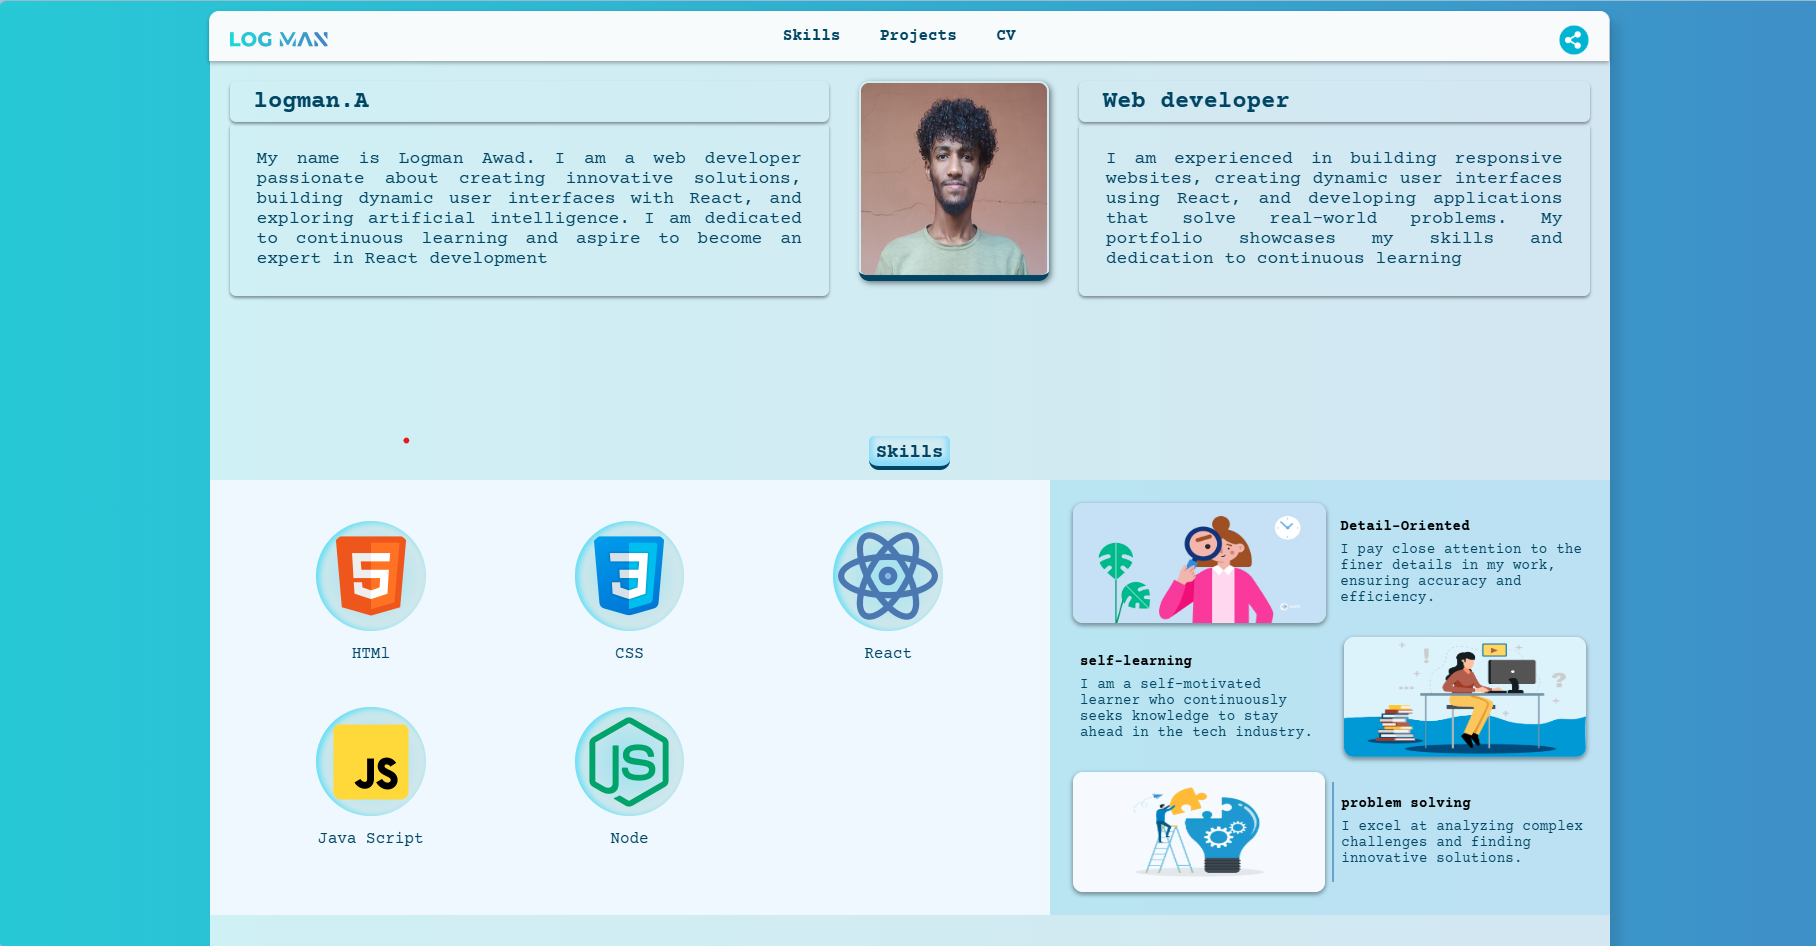 LOG MAN
Skills Projects CV
logman.A
My name is Logman Awad. I am a web developer
passionate about creating innovative solutions,
building dynamic user interfaces with React, and
exploring artificial intelligence. I am dedicated
to continuous learning and aspire to become an
expert in React development
Web developer
I am experienced in building responsive
websites, creating dynamic user interfaces
using React, and developing applications
that solve real-world problems. My
portfolio showcases my skills and
dedication to continuous learning
Skills
5
HTMl
3
CSS
React
JS
Java Script
JS
Node
Detail-Oriented
I pay close attention to the
finer details in my work,
ensuring accuracy and
efficiency.
self-learning
I am a self-motivated
learner who continuously
seeks knowledge to stay
ahead in the tech industry.
! ?
problem solving
I excel at analyzing complex
challenges and finding
innovative solutions.